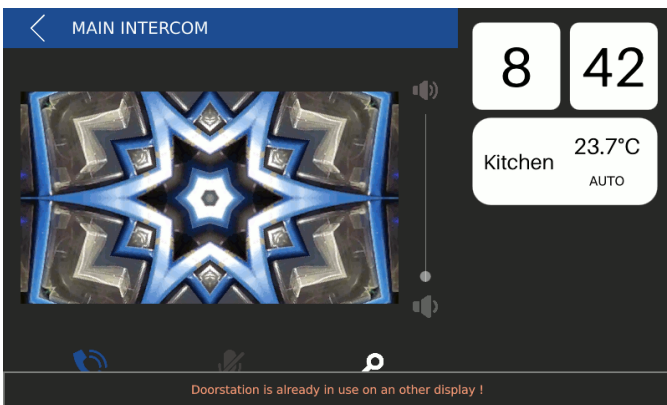 MAIN INTERCOM
8 42
Kitchen 23.7°C
AUTO
Doorstation is already in use on an other display !